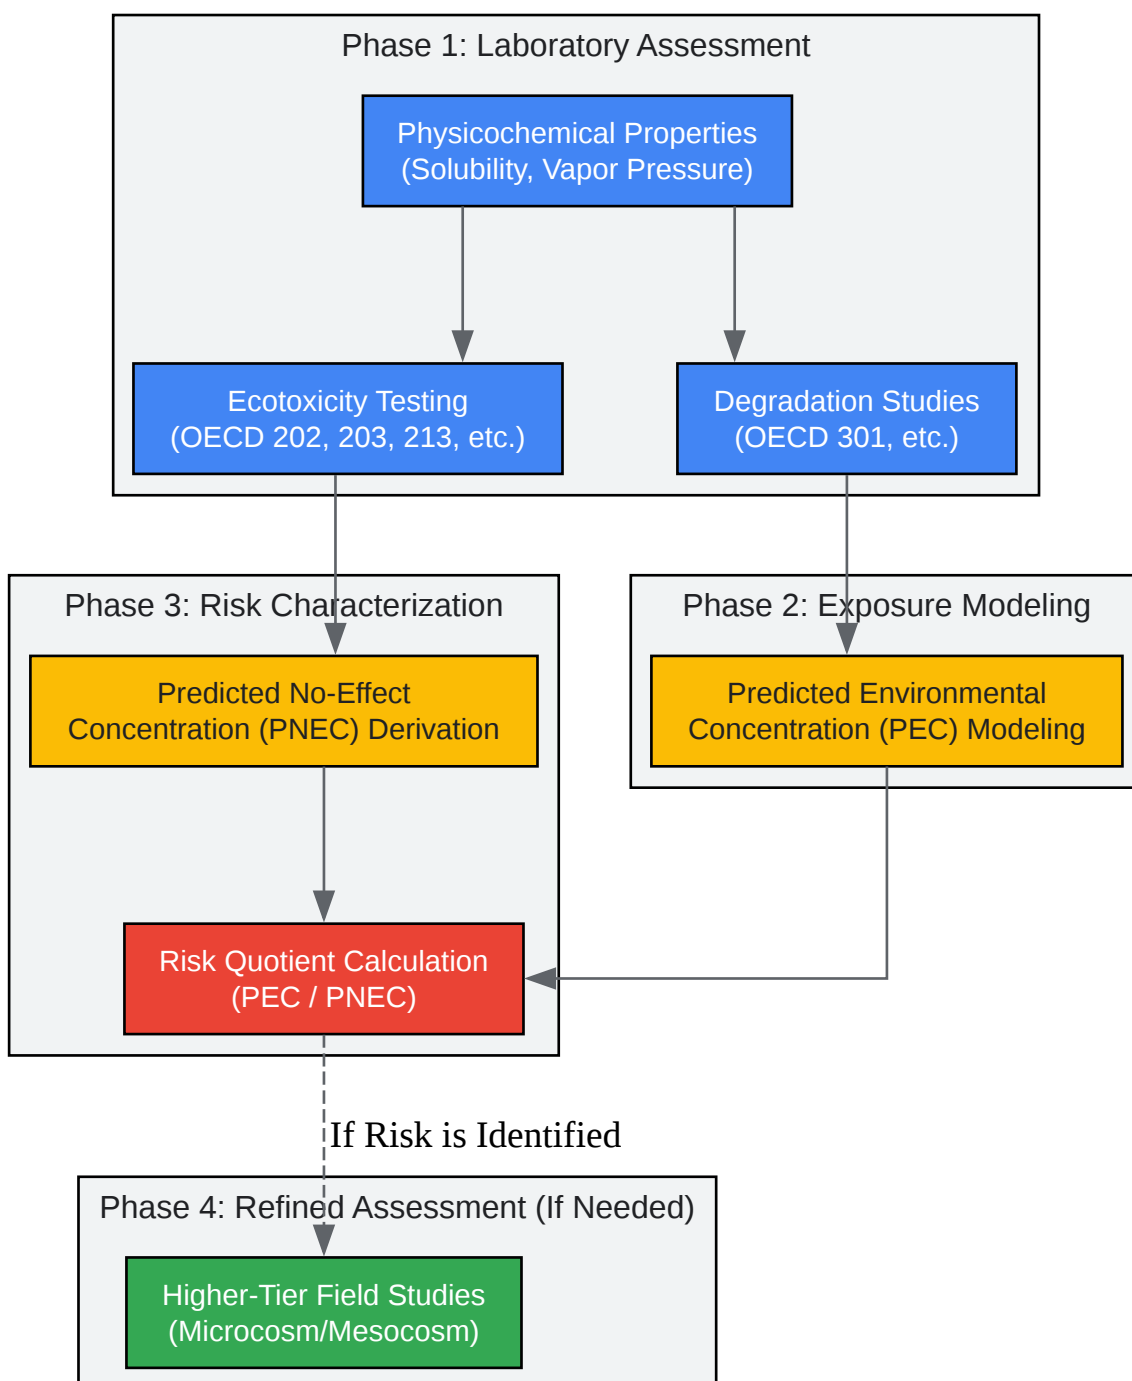 Phase 1: Laboratory Assessment
Physicochemical Properties
(Solubility, Vapor Pressure)
Ecotoxicity Testing
(OECD 202, 203, 213, etc.)
Degradation Studies
(OECD 301, etc.)
Phase 3: Risk Characterization
Phase 2: Exposure Modeling
Predicted No-Effect
Concentration (PNEC) Derivation
Predicted Environmental
Concentration (PEC) Modeling
Risk Quotient Calculation
(PEC / PNEC)
If Risk is Identified
Phase 4: Refined Assessment (If Needed)
Higher-Tier Field Studies
(Microcosm/Mesocosm)